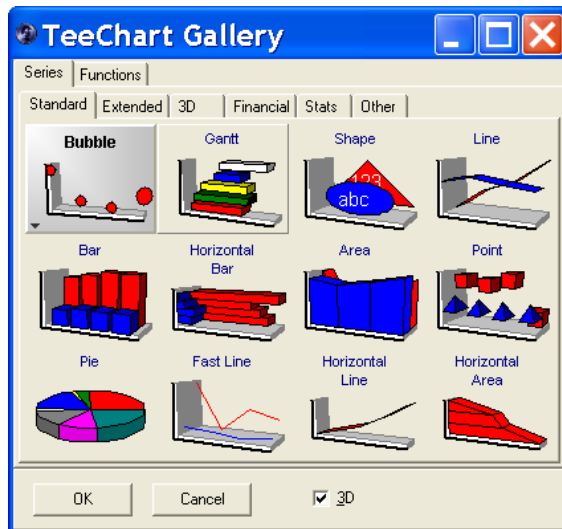 TeeChart Gallery
Series Functions
Standard Extended 3D Financial Stats Other
Bubble Gantt Shape Line
123
abc
Bar Horizontal Bar Area Point
Pie Fast Line Horizontal Line Horizontal Area
OK Cancel 3D